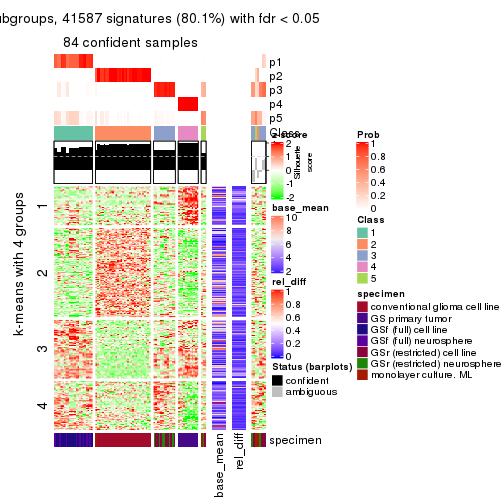 ubgroups, 41587 signatures (80.1%) with fdr < 0.05
84 confident samples
p1
p2
p3
p4
p5
Class
Silhouette
score
k-means with 4 groups
1
2
3
4
specimen
base_mean
rel_diff
z-score
2
1
0
-1
-2
base_mean
10
8
6
4
2
rel_diff
1
0.8
0.6
0.4
0.2
0
Status (barplots)
confident
ambiguous
Prob
1
0.8
0.6
0.4
0.2
0
Class
1
2
3
4
5
specimen
conventional glioma cell line
GS primary tumor
GSf (full) cell line
GSf (full) neurosphere
GSr (restricted) cell line
GSr (restricted) neurosphere
monolayer culture. ML